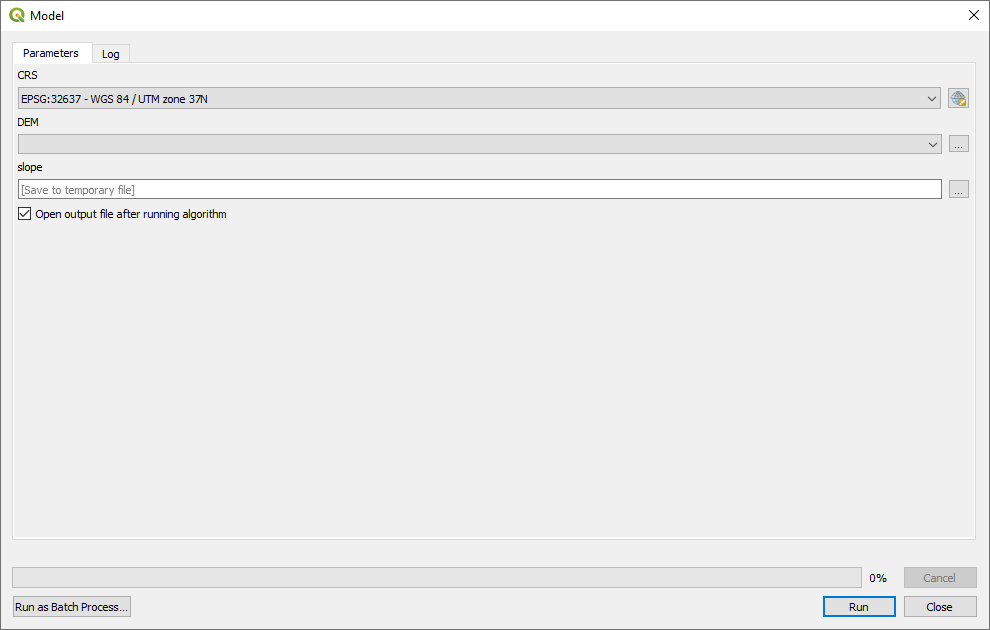 Model
Parameters
Log
CRS
EPSG:32637 - WGS 84 / UTM zone 37N
DEM
...
slope
[Save to temporary file]
...
Open output file after running algorithm
0%
Cancel
Run as Batch Process...
Run
Close